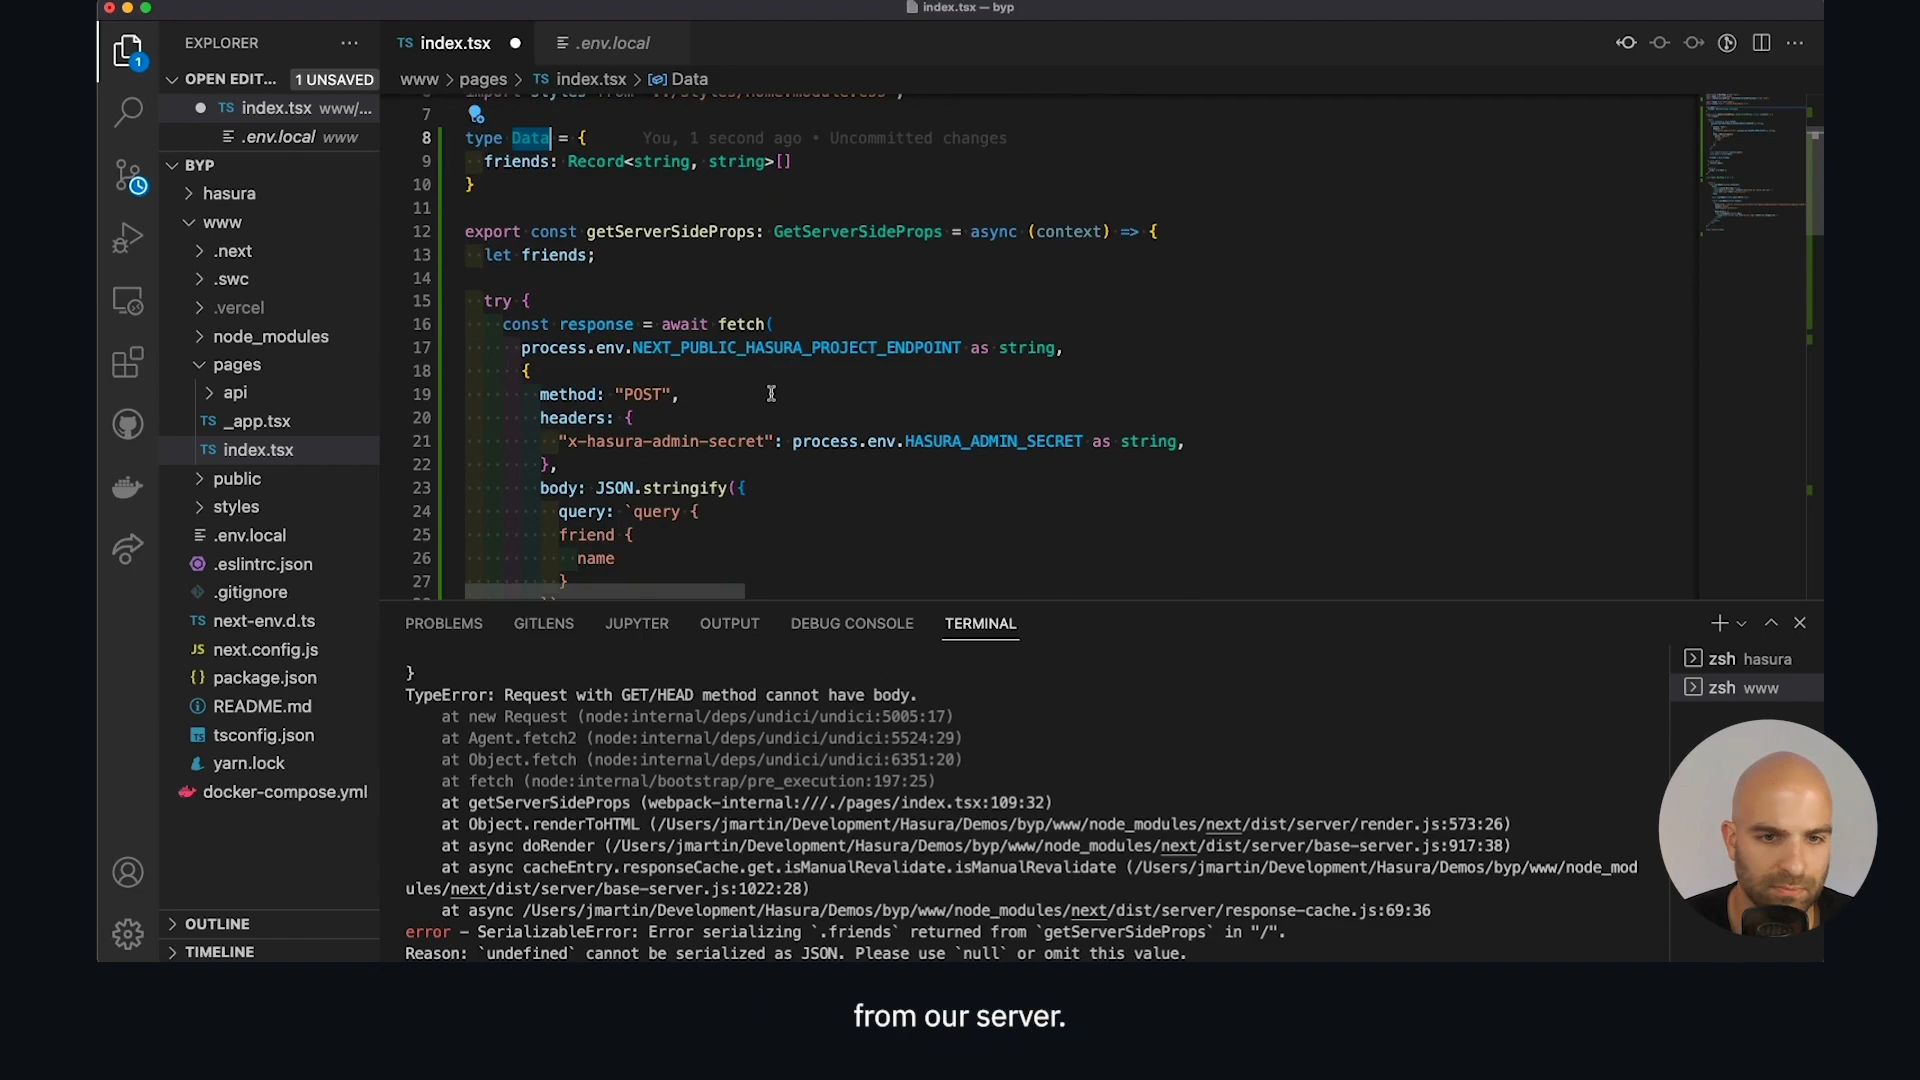 index.tsx — byp
EXPLORER
TS index.tsx
.env.local
OPEN EDIT... 1 UNSAVED
TS index.tsx www/...
.env.local www
BYP
hasura
www
.next
.swc
.vercel
node_modules
pages
api
TS _app.tsx
TS index.tsx
public
styles
.env.local
.eslintrc.json
.gitignore
TS next-env.d.ts
JS next.config.js
{} package.json
README.md
tsconfig.json
yarn.lock
docker-compose.yml
OUTLINE
TIMELINE
www > pages > TS index.tsx > Data
7
8 type Data = { You, 1 second ago • Uncommitted changes
9 friends: Record<string, string>[]
10 }
11
12 export const getServerSideProps: GetServerSideProps = async (context) => {
13 let friends;
14
15 try {
16 const response = await fetch(
17 process.env.NEXT_PUBLIC_HASURA_PROJECT_ENDPOINT as string,
18 {
19 method: "POST",
20 headers: {
21 "x-hasura-admin-secret": process.env.HASURA_ADMIN_SECRET as string,
22 },
23 body: JSON.stringify({
24 query: `query {
25 friend {
26 name
27 }
PROBLEMS GITLENS JUPYTER OUTPUT DEBUG CONSOLE TERMINAL
zsh hasura
zsh www
}
TypeError: Request with GET/HEAD method cannot have body.
at new Request (node:internal/deps/undici/undici:5005:17)
at Agent.fetch2 (node:internal/deps/undici/undici:5524:29)
at Object.fetch (node:internal/deps/undici/undici:6351:20)
at fetch (node:internal/bootstrap/pre_execution:197:25)
at getServerSideProps (webpack-internal:///./pages/index.tsx:109:32)
at Object.renderToHTML (/Users/jmartin/Development/Hasura/Demos/byp/www/node_modules/next/dist/server/render.js:573:26)
at async doRender (/Users/jmartin/Development/Hasura/Demos/byp/www/node_modules/next/dist/server/base-server.js:917:38)
at async cacheEntry.responseCache.get.isManualRevalidate.isManualRevalidate (/Users/jmartin/Development/Hasura/Demos/byp/www/node_mod
ules/next/dist/server/base-server.js:1022:28)
at async /Users/jmartin/Development/Hasura/Demos/byp/www/node_modules/next/dist/server/response-cache.js:69:36
error - SerializableError: Error serializing `.friends` returned from `getServerSideProps` in "/".
Reason: `undefined` cannot be serialized as JSON. Please use `null` or omit this value.
from our server.